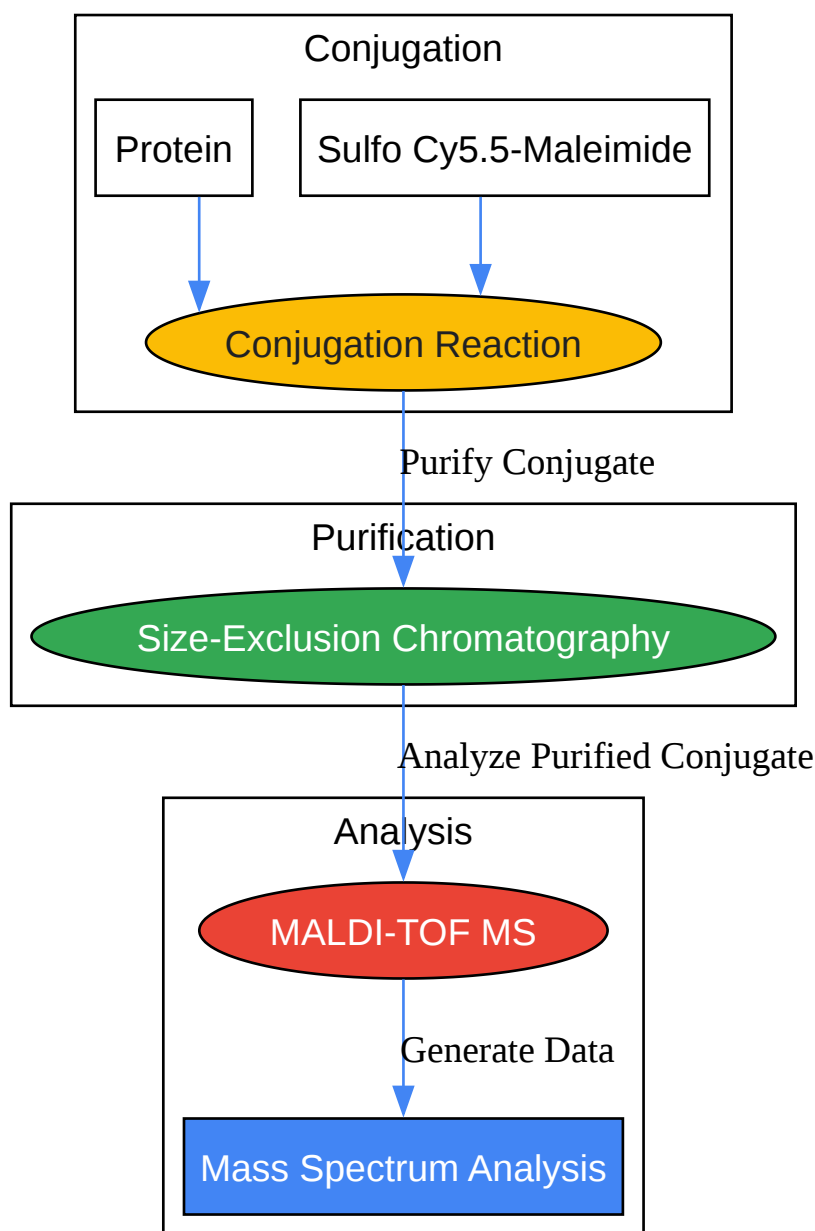 Conjugation
Protein
Sulfo Cy5.5-Maleimide
Conjugation Reaction
Purify Conjugate
Purification
Size-Exclusion Chromatography
Analyze Purified Conjugate
Analysis
MALDI-TOF MS
Generate Data
Mass Spectrum Analysis